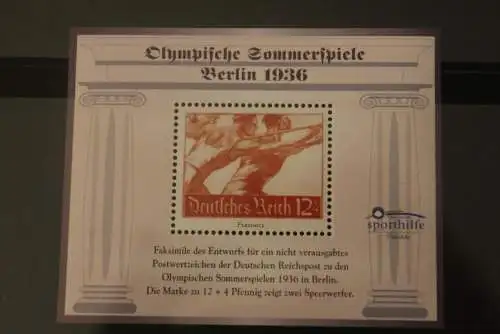 Olympische Sommerspiele
Berlin 1936
Deutsches Reich 12+4
Faksimile des Entwurfs für ein nicht verausgabtes
Postwertzeichen der Deutschen Reichspost zu den
Olympischen Sommerspielen 1936 in Berlin.
Die Marke zu 12 + 4 Pfennig zeigt zwei Speerwerfer.
sporthilfe